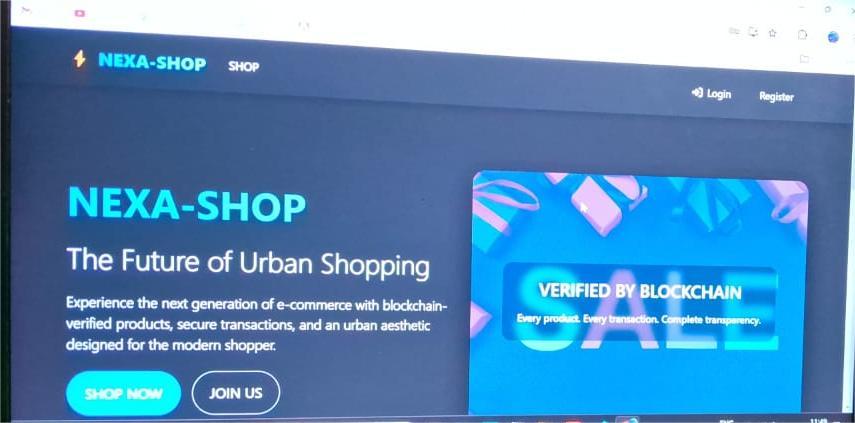 NEXA-SHOP SHOP
Login Register
NEXA-SHOP
The Future of Urban Shopping
Experience the next generation of e-commerce with blockchain-
verified products, secure transactions, and an urban aesthetic
designed for the modern shopper.
SHOP NOW JOIN US
SALE
VERIFIED BY BLOCKCHAIN
Every product. Every transaction. Complete transparency.
11:49